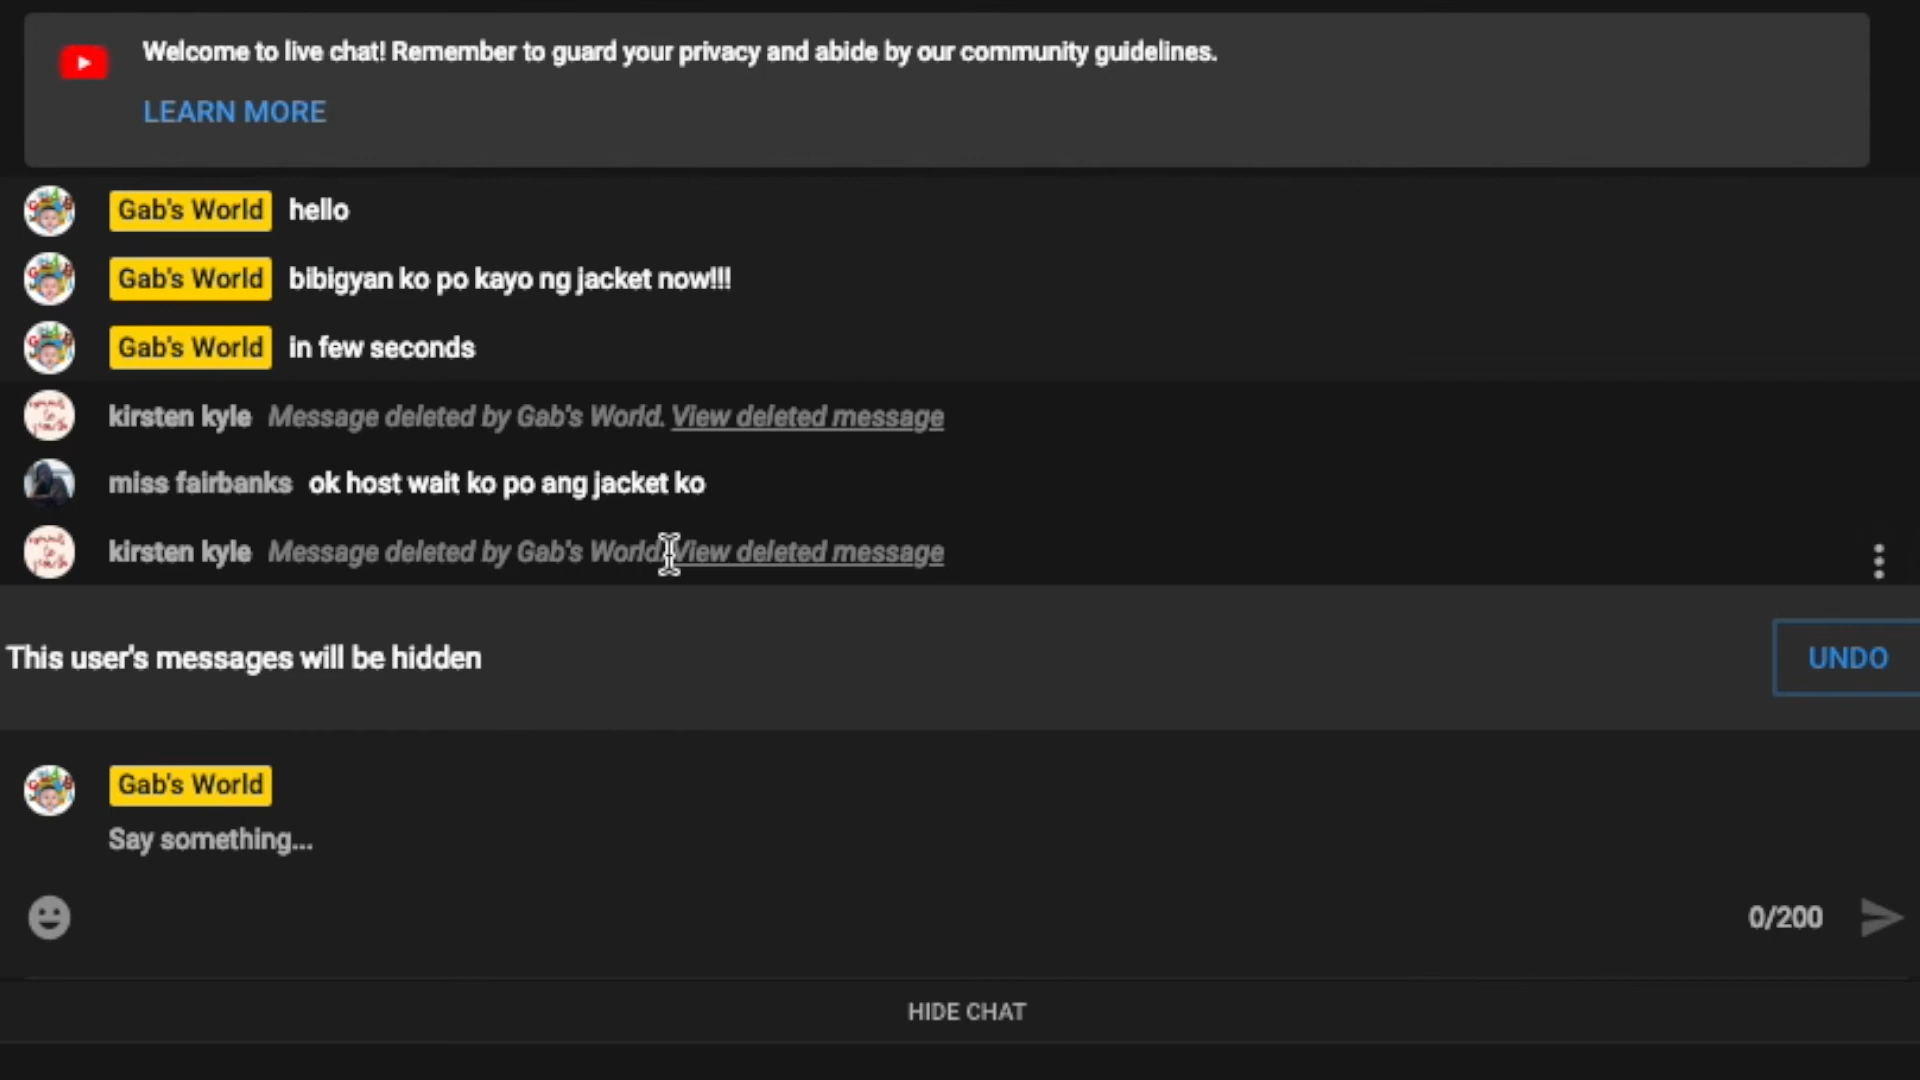 Welcome to live chat! Remember to guard your privacy and abide by our community guidelines.
LEARN MORE
Gab's World hello
Gab's World bibigyan ko po kayo ng jacket now!!!
Gab's World in few seconds
kirsten kyle Message deleted by Gab's World. View deleted message
miss fairbanks ok host wait ko po ang jacket ko
kirsten kyle Message deleted by Gab's World. View deleted message
This user's messages will be hidden
UNDO
Gab's World
Say something...
0/200
HIDE CHAT